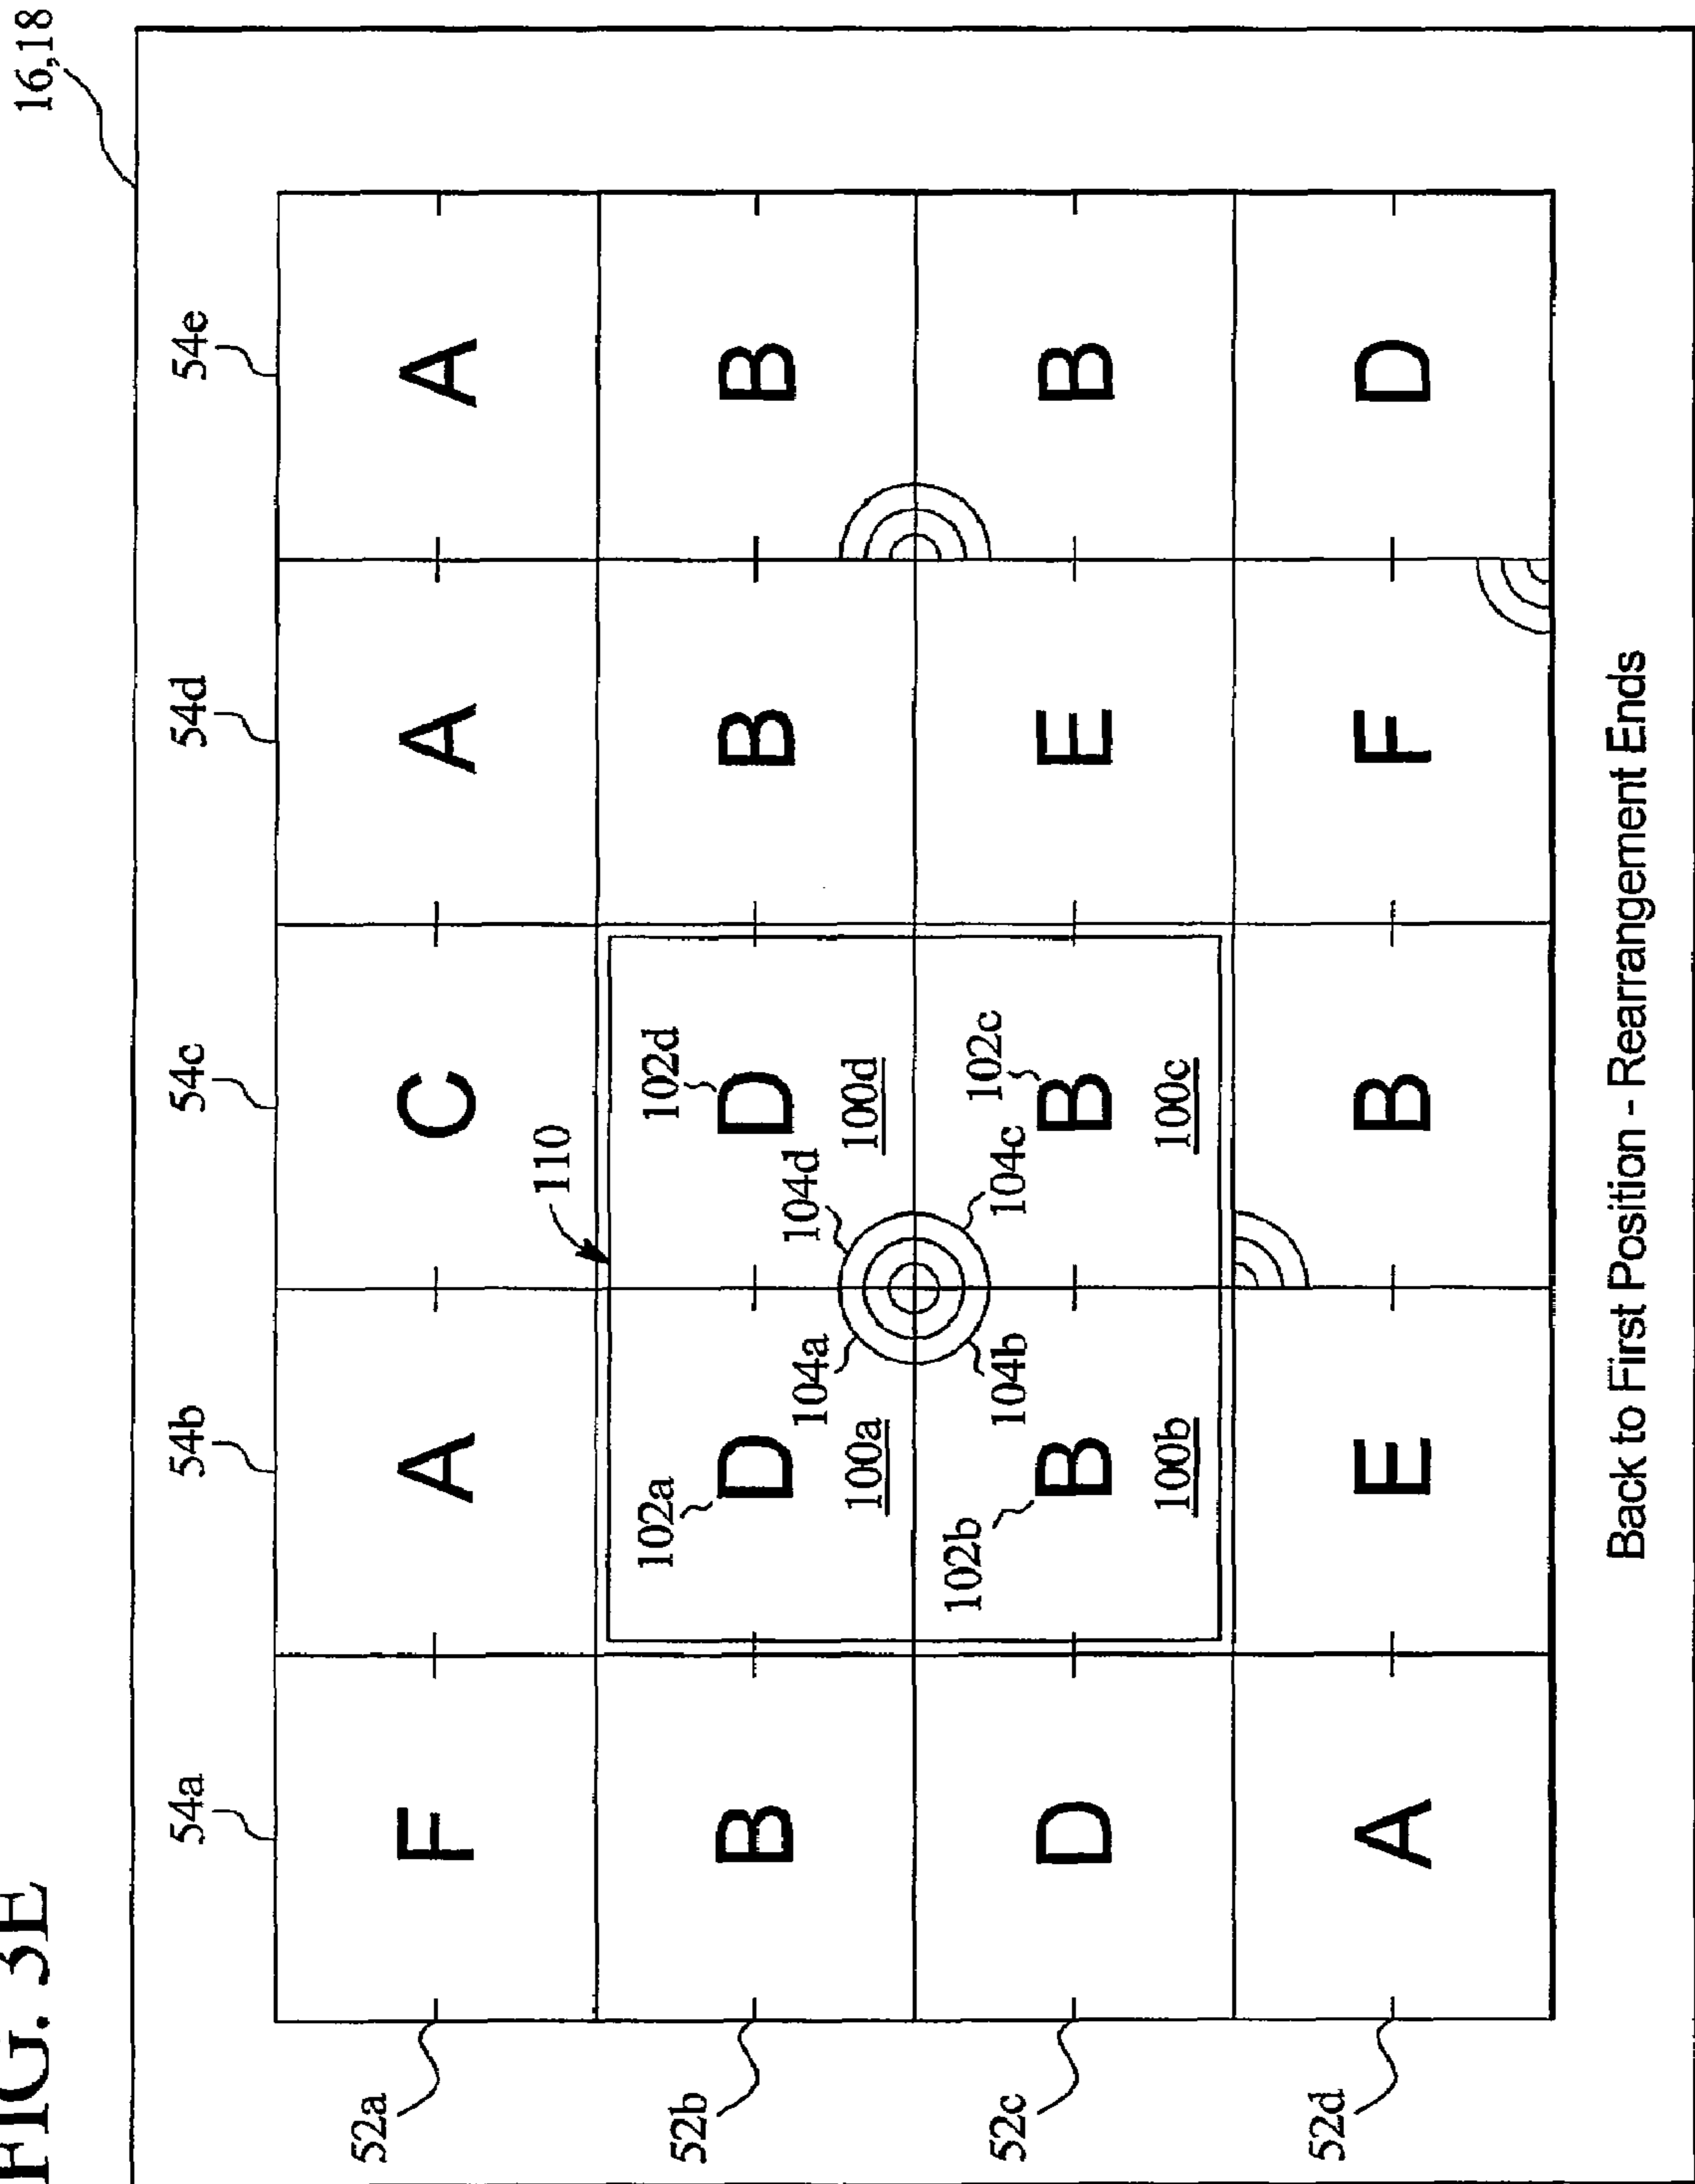 FIG. 3E
16,18
54a 54b 54c 54d 54e
52a F A C A A
110
52b B D D B B
102a 102d
104a 104d
100a 100d
52c D B B E B
102b 102c
104b 104c
100b 100c
52d A E B F D
Back to First Position - Rearrangement Ends